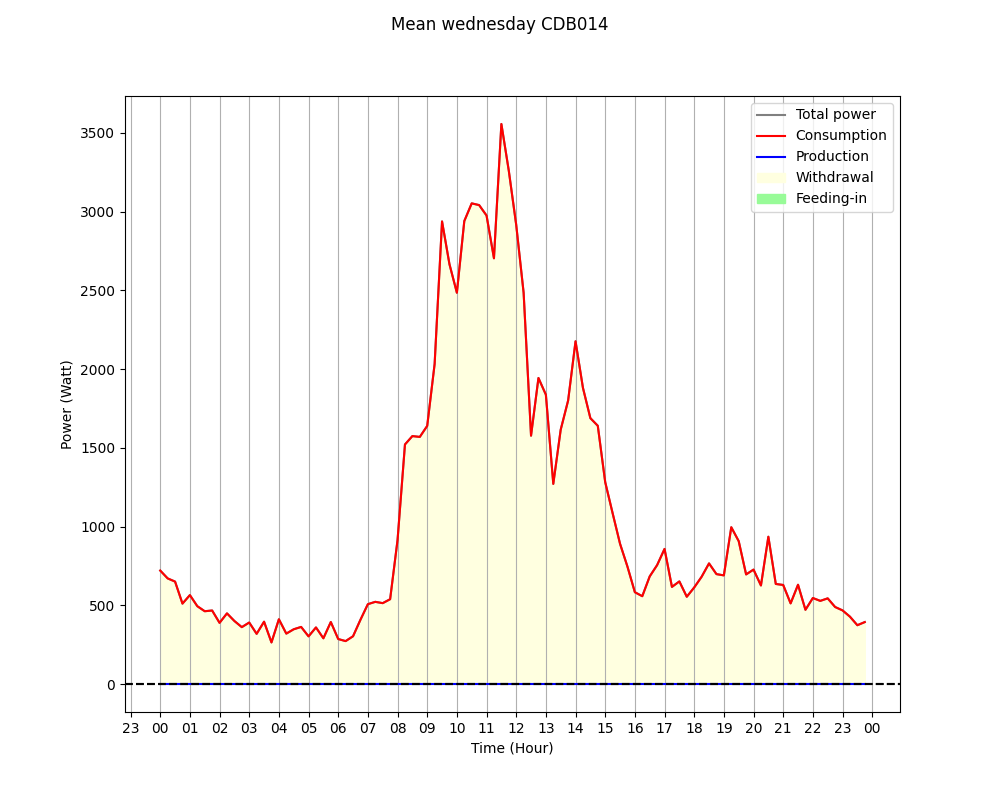 Mean wednesday CDB014
Total power
Consumption
Production
Withdrawal
Feeding-in
Power (Watt)
3500
3000
2500
2000
1500
1000
500
0
23 00 01 02 03 04 05 06 07 08 09 10 11 12 13 14 15 16 17 18 19 20 21 22 23 00
Time (Hour)